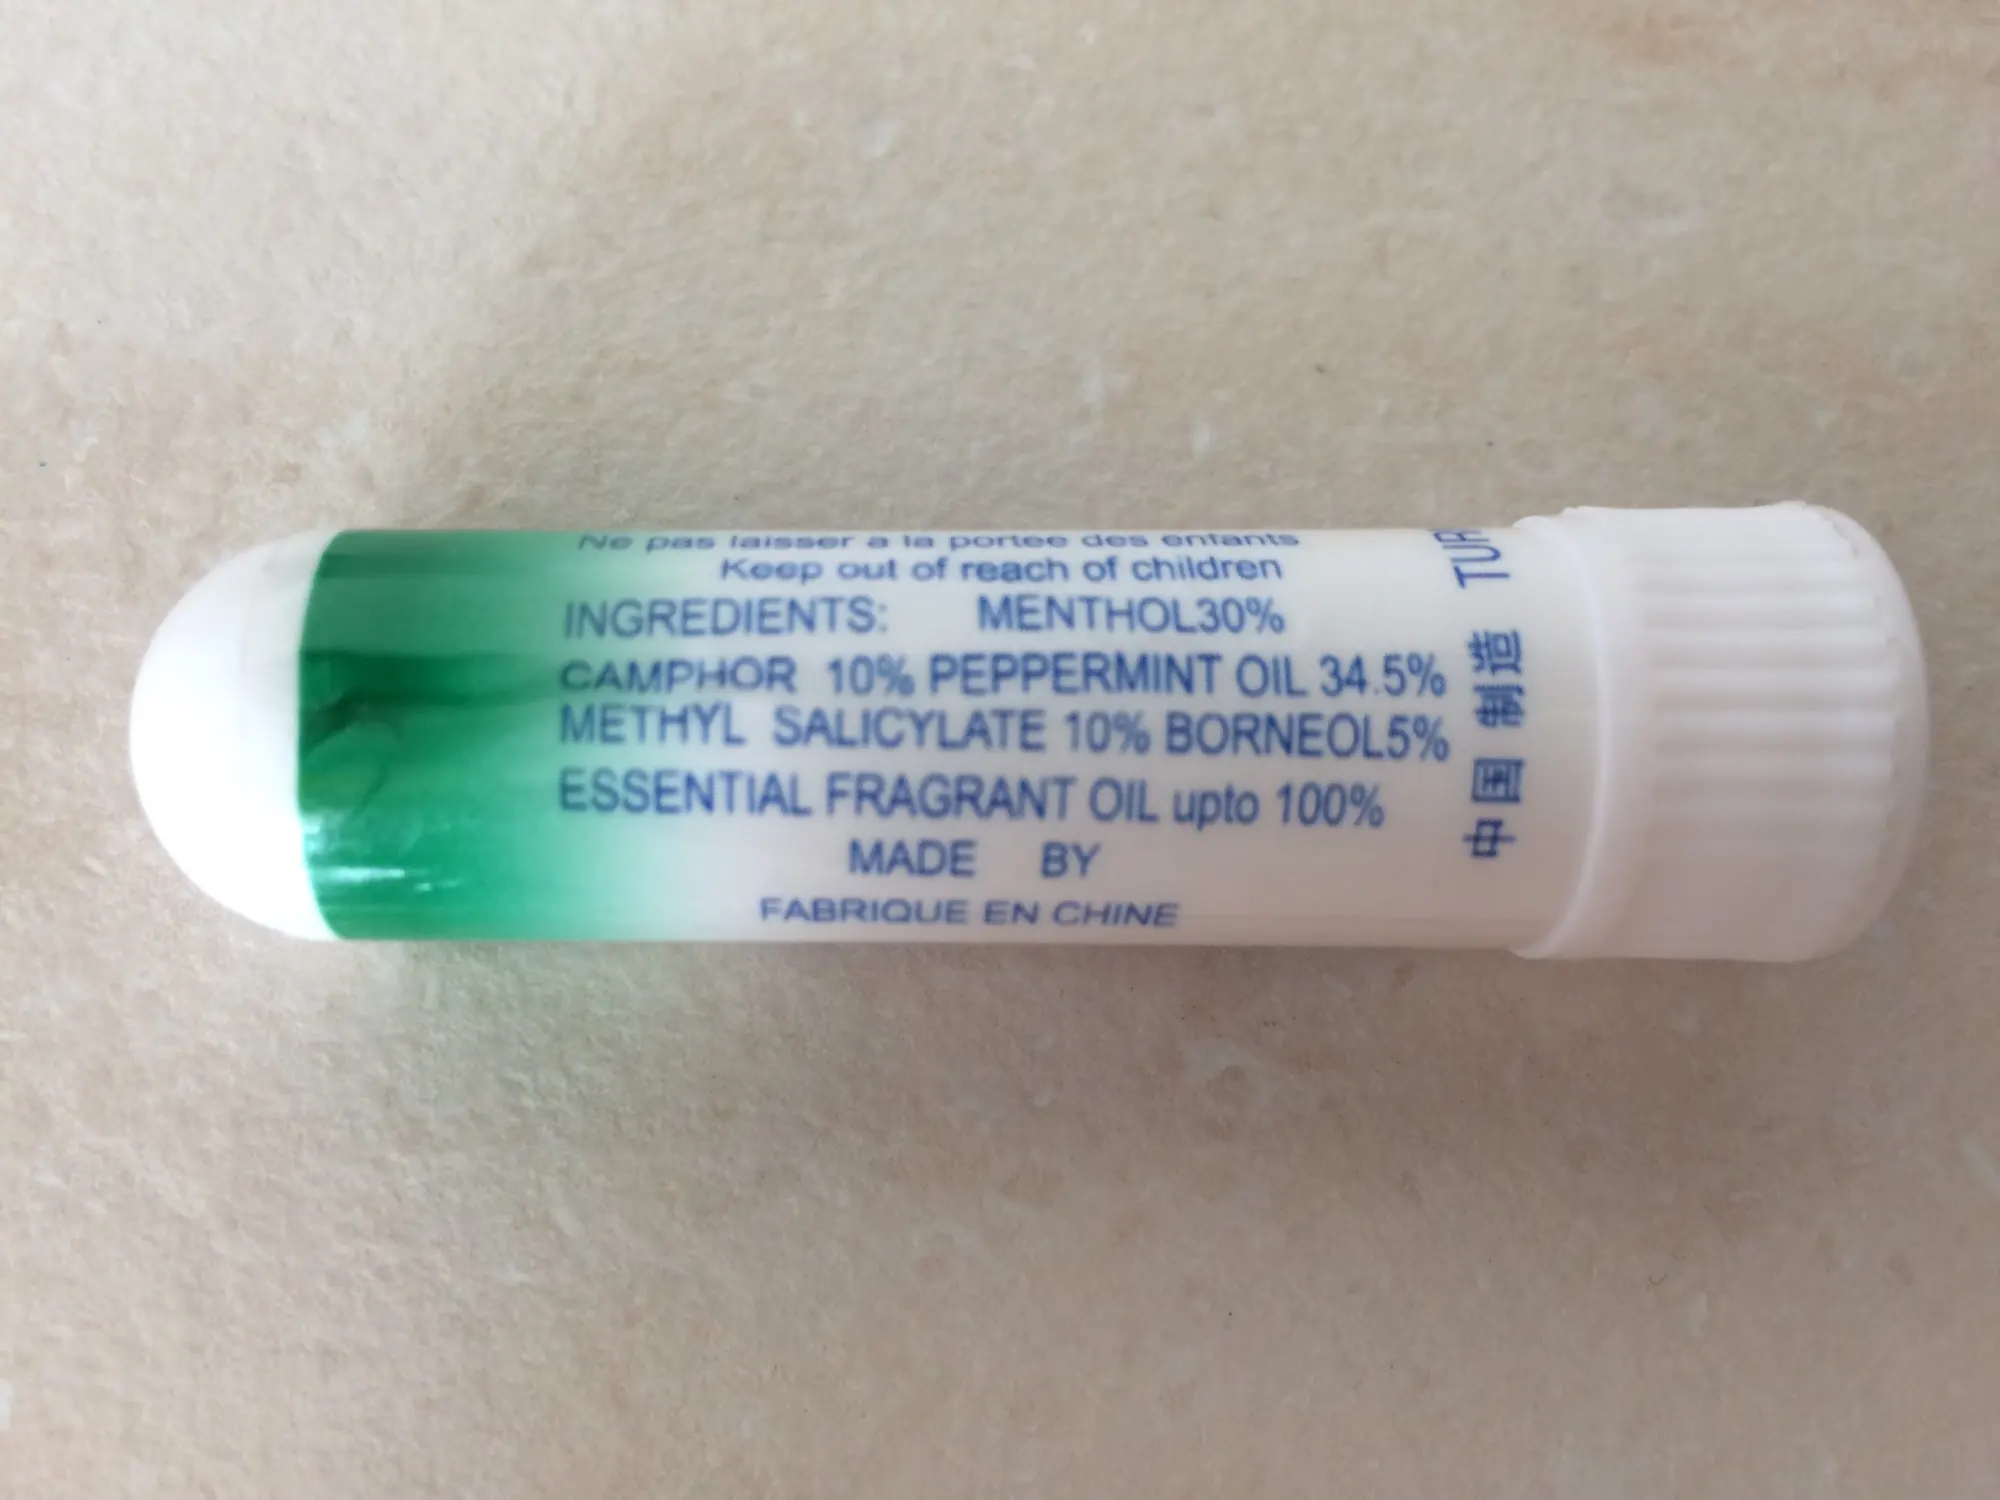 Ne pas laisser a la portee des enfants
Keep out of reach of children
INGREDIENTS: MENTHOL30%
CAMPHOR 10% PEPPERMINT OIL 34.5%
METHYL SALICYLATE 10% BORNEOL5%
ESSENTIAL FRAGRANT OIL upto 100%
MADE BY
FABRIQUE EN CHINE
中国制造